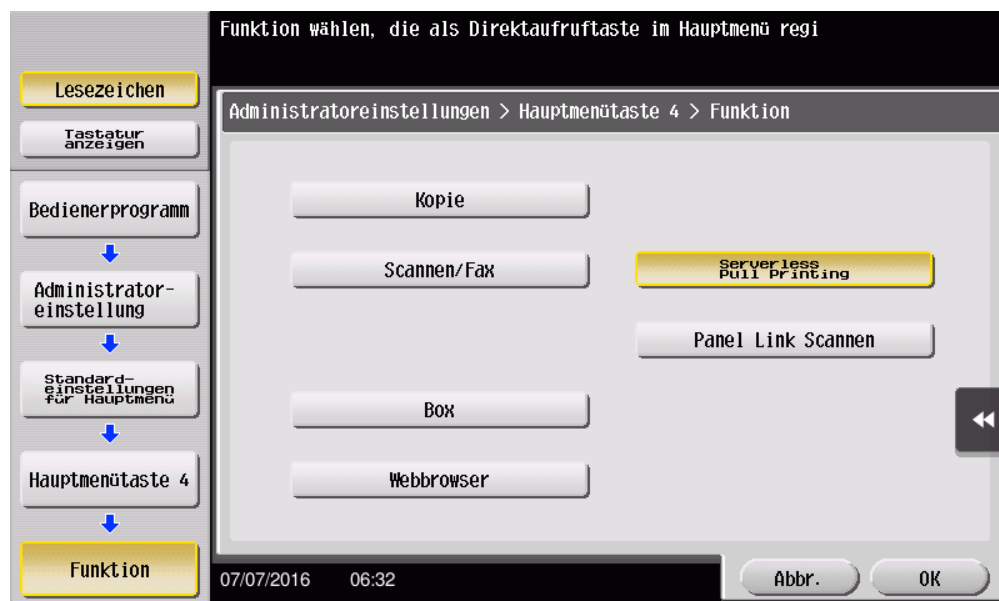 Funktion wählen, die als Direktaufruftaste im Hauptmenü regi
Lesezeichen
Tastatur
anzeigen
Bedienerprogramm
Administrator-
einstellung
Standard-
einstellungen
für Hauptmenü
Hauptmenütaste 4
Funktion
Administratoreinstellungen > Hauptmenütaste 4 > Funktion
Kopie
Scannen/Fax
Serverless
Pull Printing
Panel Link Scannen
Box
Webbrowser
07/07/2016 06:32
Abbr.
OK